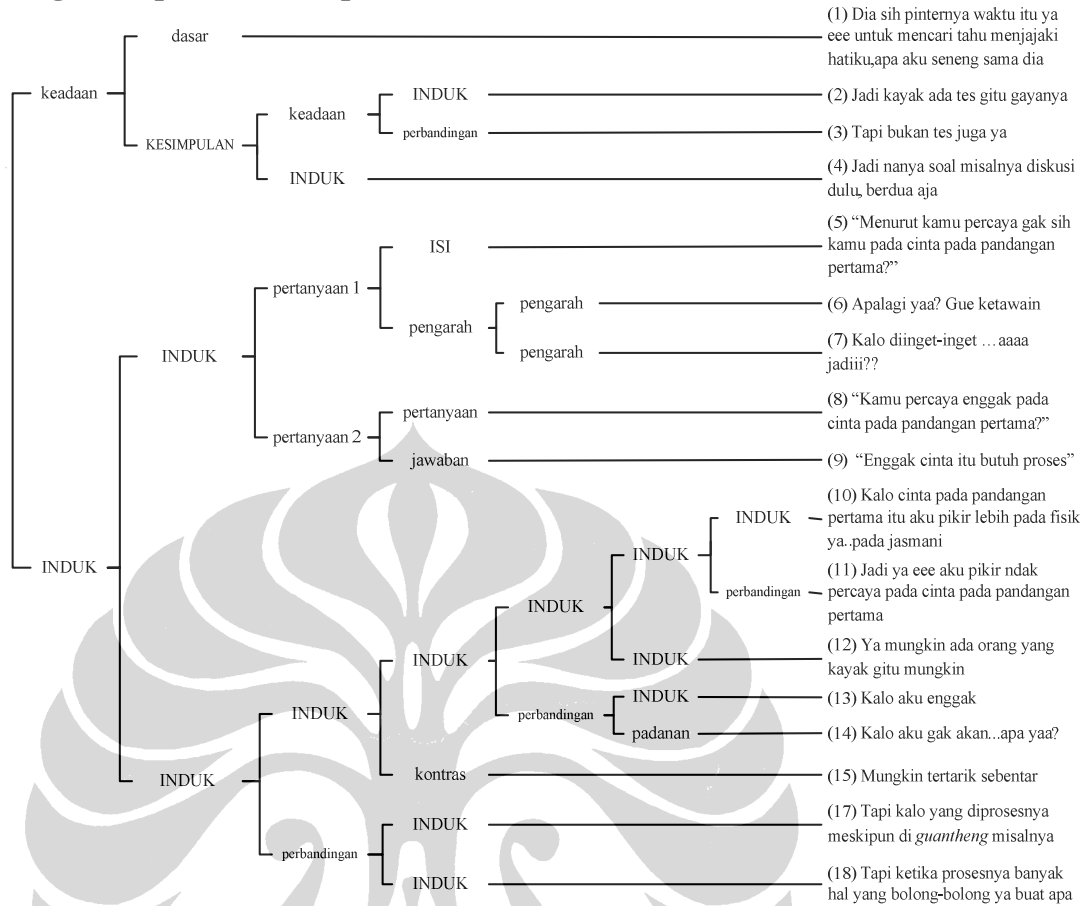 (1) Dia sih pinternya waktu itu ya
eee untuk mencari tahu menjajaki
hatiku,apa aku seneng sama dia
dasar
keadaan
keadaan
INDUK
(2) Jadi kayak ada tes gitu gayanya
perbandingan
(3) Tapi bukan tes juga ya
KESIMPULAN
INDUK
(4) Jadi nanya soal misalnya diskusi
dulu, berdua aja
ISI
(5) “Menurut kamu percaya gak sih
kamu pada cinta pada pandangan
pertama?”
pertanyaan 1
pengarah
(6) Apalagi yaa? Gue ketawain
pengarah
pengarah
(7) Kalo diinget-inget …aaaa
jadiii??
INDUK
pertanyaan
(8) “Kamu percaya enggak pada
cinta pada pandangan pertama?”
pertanyaan 2
jawaban
(9) “Enggak cinta itu butuh proses”
INDUK
INDUK
INDUK
(10) Kalo cinta pada pandangan
pertama itu aku pikir lebih pada fisik
ya..pada jasmani
perbandingan
(11) Jadi ya eee aku pikir ndak
percaya pada cinta pada pandangan
pertama
INDUK
INDUK
INDUK
(12) Ya mungkin ada orang yang
kayak gitu mungkin
INDUK
(13) Kalo aku enggak
perbandingan
padanan
(14) Kalo aku gak akan...apa yaa?
INDUK
kontras
(15) Mungkin tertarik sebentar
INDUK
INDUK
(17) Tapi kalo yang diprosesnya
meskipun di guantheng misalnya
perbandingan
INDUK
(18) Tapi ketika prosesnya banyak
hal yang bolong-bolong ya buat apa